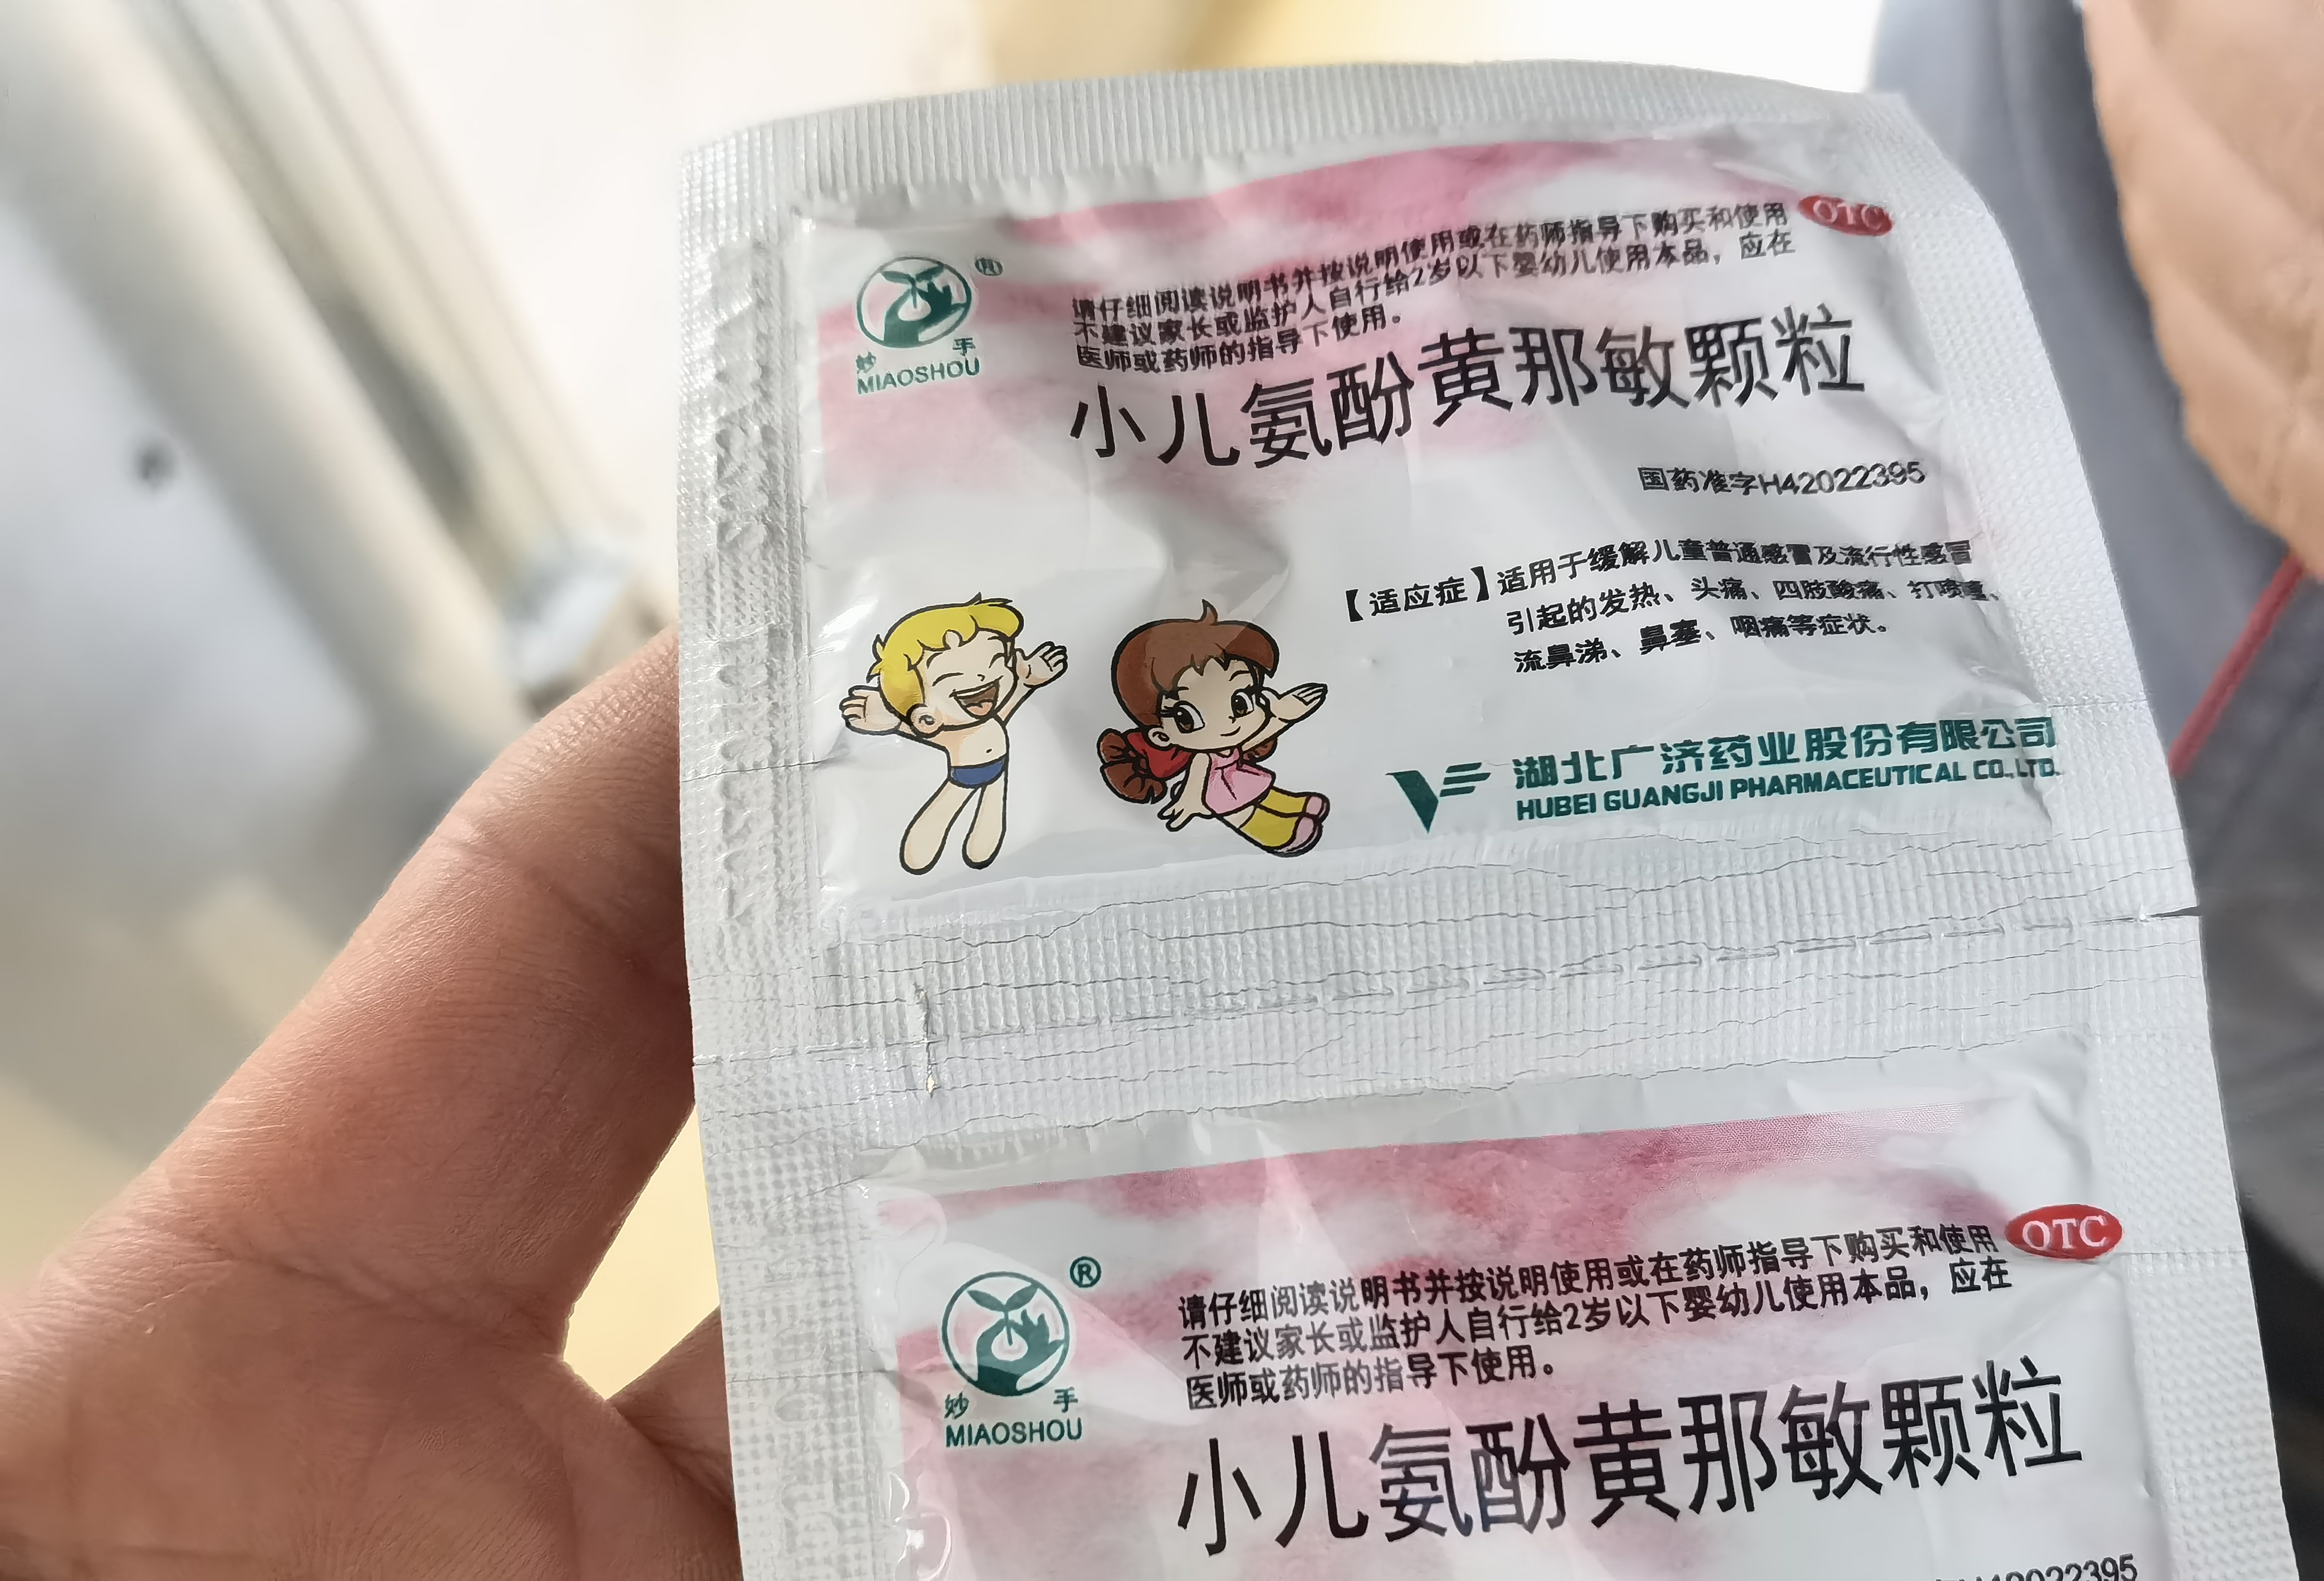 妙手
MIAOSHOU
®
请仔细阅读说明书并按说明使用或在药师指导下购买和使用
不建议家长或监护人自行给2岁以下婴幼儿使用本品，应在
医师或药师的指导下使用。
OTC
小儿氨酚黄那敏颗粒
国药准字H42022395
【适应症】适用于缓解儿童普通感冒及流行性感冒
引起的发热、头痛、四肢酸痛、打喷嚏、
流鼻涕、鼻塞、咽痛等症状。
湖北广济药业股份有限公司
HUBEI GUANGJI PHARMACEUTICAL CO.,LTD.
妙手
MIAOSHOU
®
请仔细阅读说明书并按说明使用或在药师指导下购买和使用
不建议家长或监护人自行给2岁以下婴幼儿使用本品，应在
医师或药师的指导下使用。
OTC
小儿氨酚黄那敏颗粒
H42022395